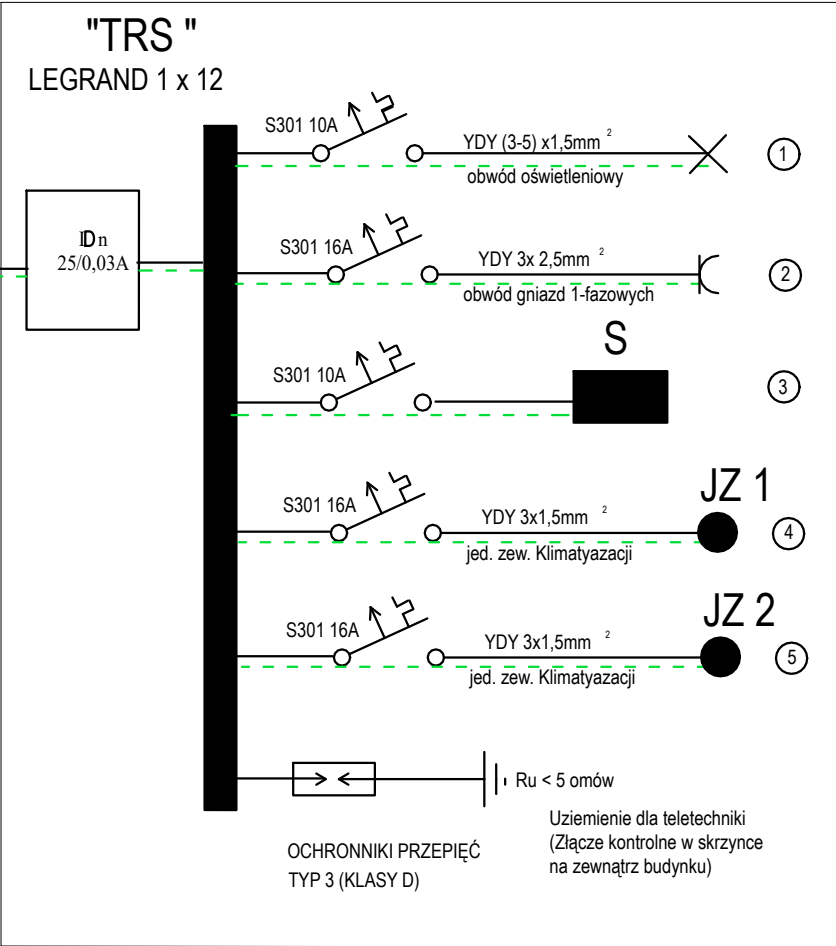 "TRS "
LEGRAND 1 x 12
S301 10A
YDY (3-5) x1,5mm 2
obwód oświetleniowy
1
IDn
25/0,03A
S301 16A
YDY 3x 2,5mm 2
obwód gniazd 1-fazowych
2
S
S301 10A
3
JZ 1
S301 16A
YDY 3x1,5mm 2
jed. zew. Klimatyazacji
4
JZ 2
S301 16A
YDY 3x1,5mm 2
jed. zew. Klimatyazacji
5
Ru < 5 omów
Uziemienie dla teletechniki
(Złącze kontrolne w skrzynce
na zewnątrz budynku)
OCHRONNIKI PRZEPIĘĆ
TYP 3 (KLASY D)